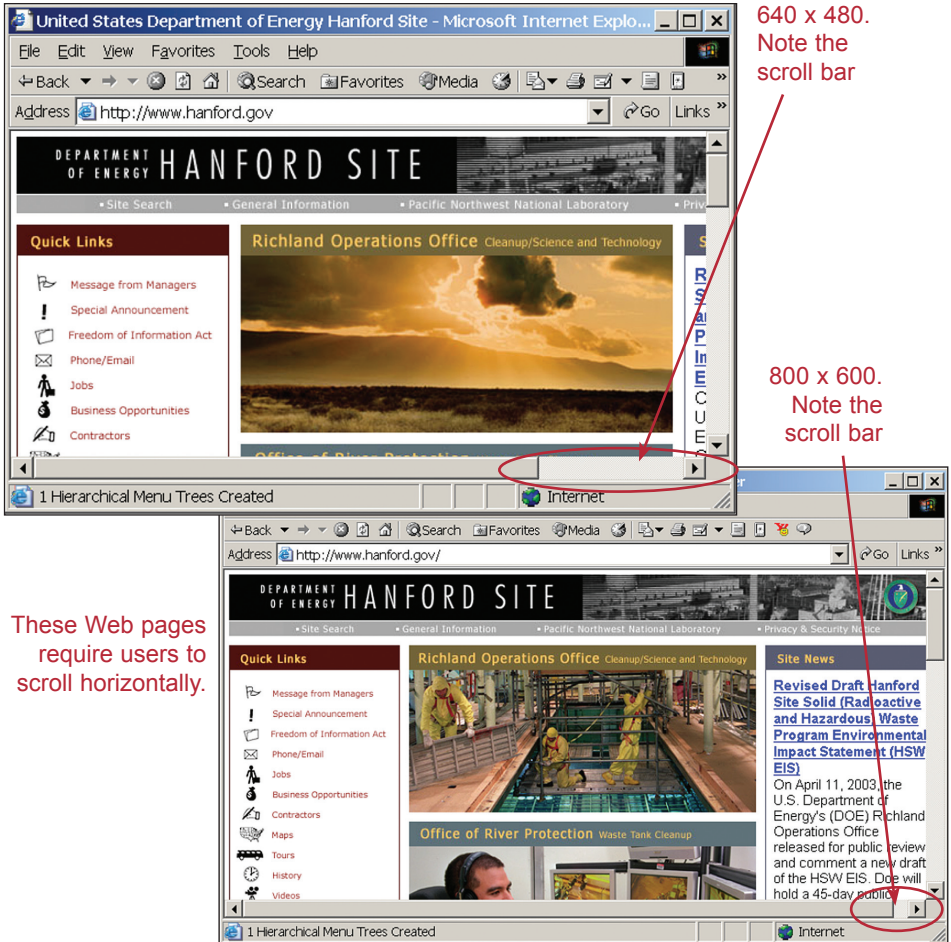 640 x 480.
Note the
scroll bar
United States Department of Energy Hanford Site - Microsoft Internet Explo...
File Edit View Favorites Tools Help
Back Search Favorites Media »
Address http://www.hanford.gov Go Links »
DEPARTMENT
OF ENERGY HANFORD SITE
▪ Site Search ▪ General Information ▪ Pacific Northwest National Laboratory ▪ Priv
Quick Links
Message from Managers
Special Announcement
Freedom of Information Act
Phone/Email
Jobs
Business Opportunities
Contractors
Richland Operations Office Cleanup/Science and Technology
Office of River Protection
S
R
S
P
In
E
C
U
E
1 Hierarchical Menu Trees Created Internet
800 x 600.
Note the
scroll bar
These Web pages
require users to
scroll horizontally.
er
Back Search Favorites Media
Address http://www.hanford.gov/ Go Links »
DEPARTMENT
OF ENERGY HANFORD SITE
▪ Site Search ▪ General Information ▪ Pacific Northwest National Laboratory ▪ Privacy & Security Notice
Quick Links
Message from Managers
Special Announcement
Freedom of Information Act
Phone/Email
Jobs
Business Opportunities
Contractors
Maps
Tours
History
Videos
Richland Operations Office Cleanup/Science and Technology
Office of River Protection Waste Tank Cleanup
Site News
Revised Draft Hanford
Site Solid (Radioactive
and Hazardous) Waste
Program Environmental
Impact Statement (HSW
EIS)
On April 11, 2003, the
U.S. Department of
Energy's (DOE) Richland
Operations Office
released for public review
and comment a new draft
of the HSW EIS. Doe will
hold a 45-day public
1 Hierarchical Menu Trees Created Internet